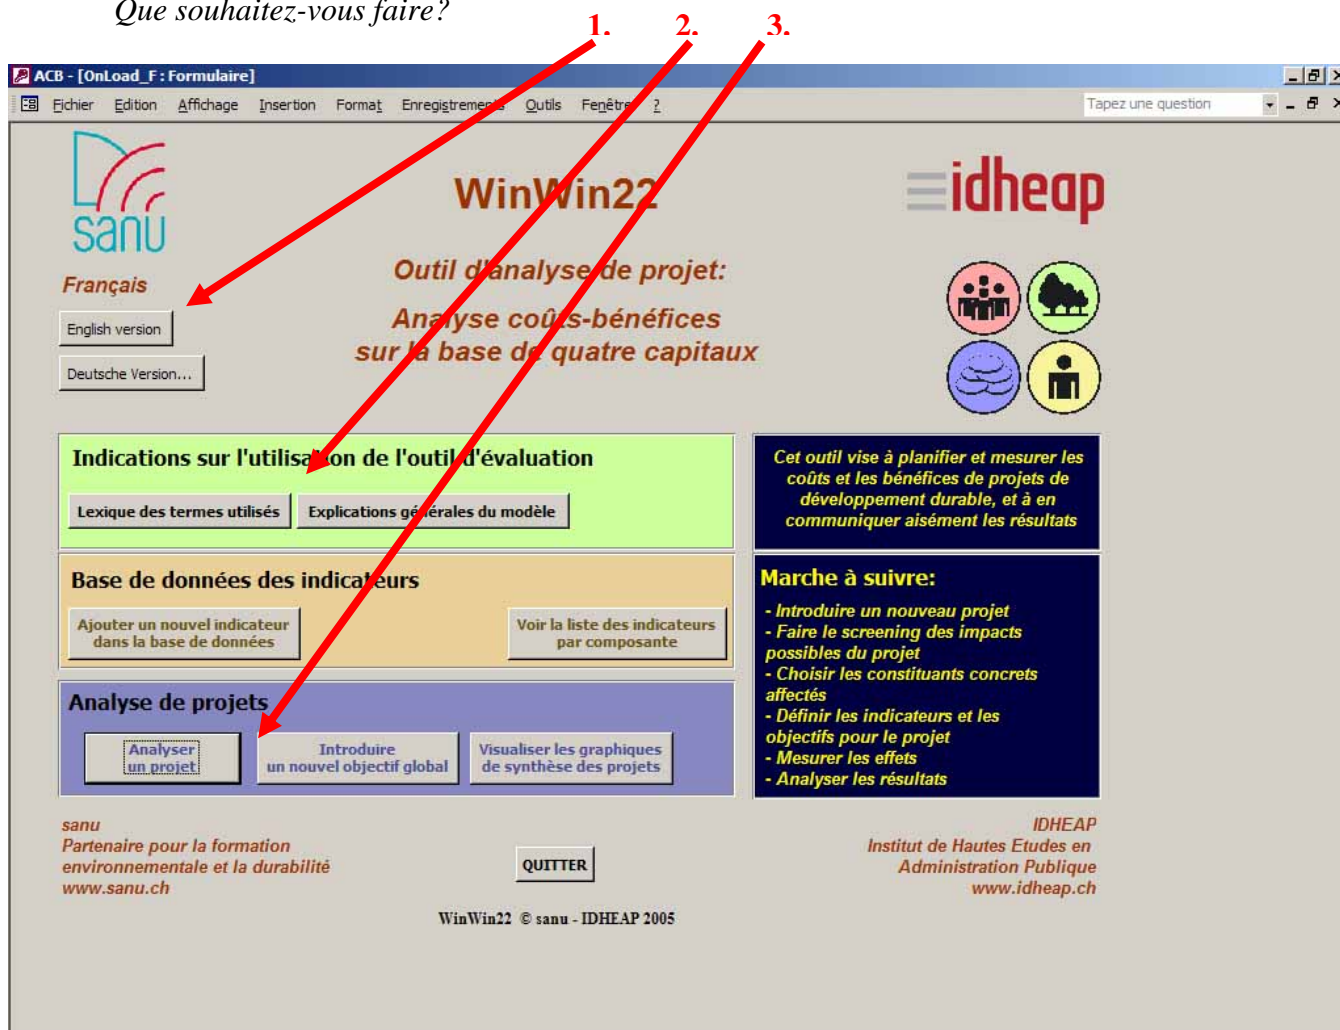 Que souhaitez-vous faire?
1. 2. 3.
ACB - [OnLoad_F : Formulaire]
Fichier Edition Affichage Insertion Format Enregistrements Outils Fenêtre ?
Tapez une question
sanu
WinWin22
idheap
Français
Outil d'analyse de projet:
English version
Analyse coûts-bénéfices
sur la base de quatre capitaux
Deutsche Version...
Indications sur l'utilisation de l'outil d'évaluation
Lexique des termes utilisés
Explications générales du modèle
Cet outil vise à planifier et mesurer les
coûts et les bénéfices de projets de
développement durable, et à en
communiquer aisément les résultats
Base de données des indicateurs
Ajouter un nouvel indicateur
dans la base de données
Voir la liste des indicateurs
par composante
Marche à suivre:
- Introduire un nouveau projet
- Faire le screening des impacts
possibles du projet
- Choisir les constituants concrets
affectés
- Définir les indicateurs et les
objectifs pour le projet
- Mesurer les effets
- Analyser les résultats
Analyse de projets
Analyser
un projet
Introduire
un nouvel objectif global
Visualiser les graphiques
de synthèse des projets
sanu
Partenaire pour la formation
environnementale et la durabilité
www.sanu.ch
QUITTER
IDHEAP
Institut de Hautes Etudes en
Administration Publique
www.idheap.ch
WinWin22 © sanu - IDHEAP 2005